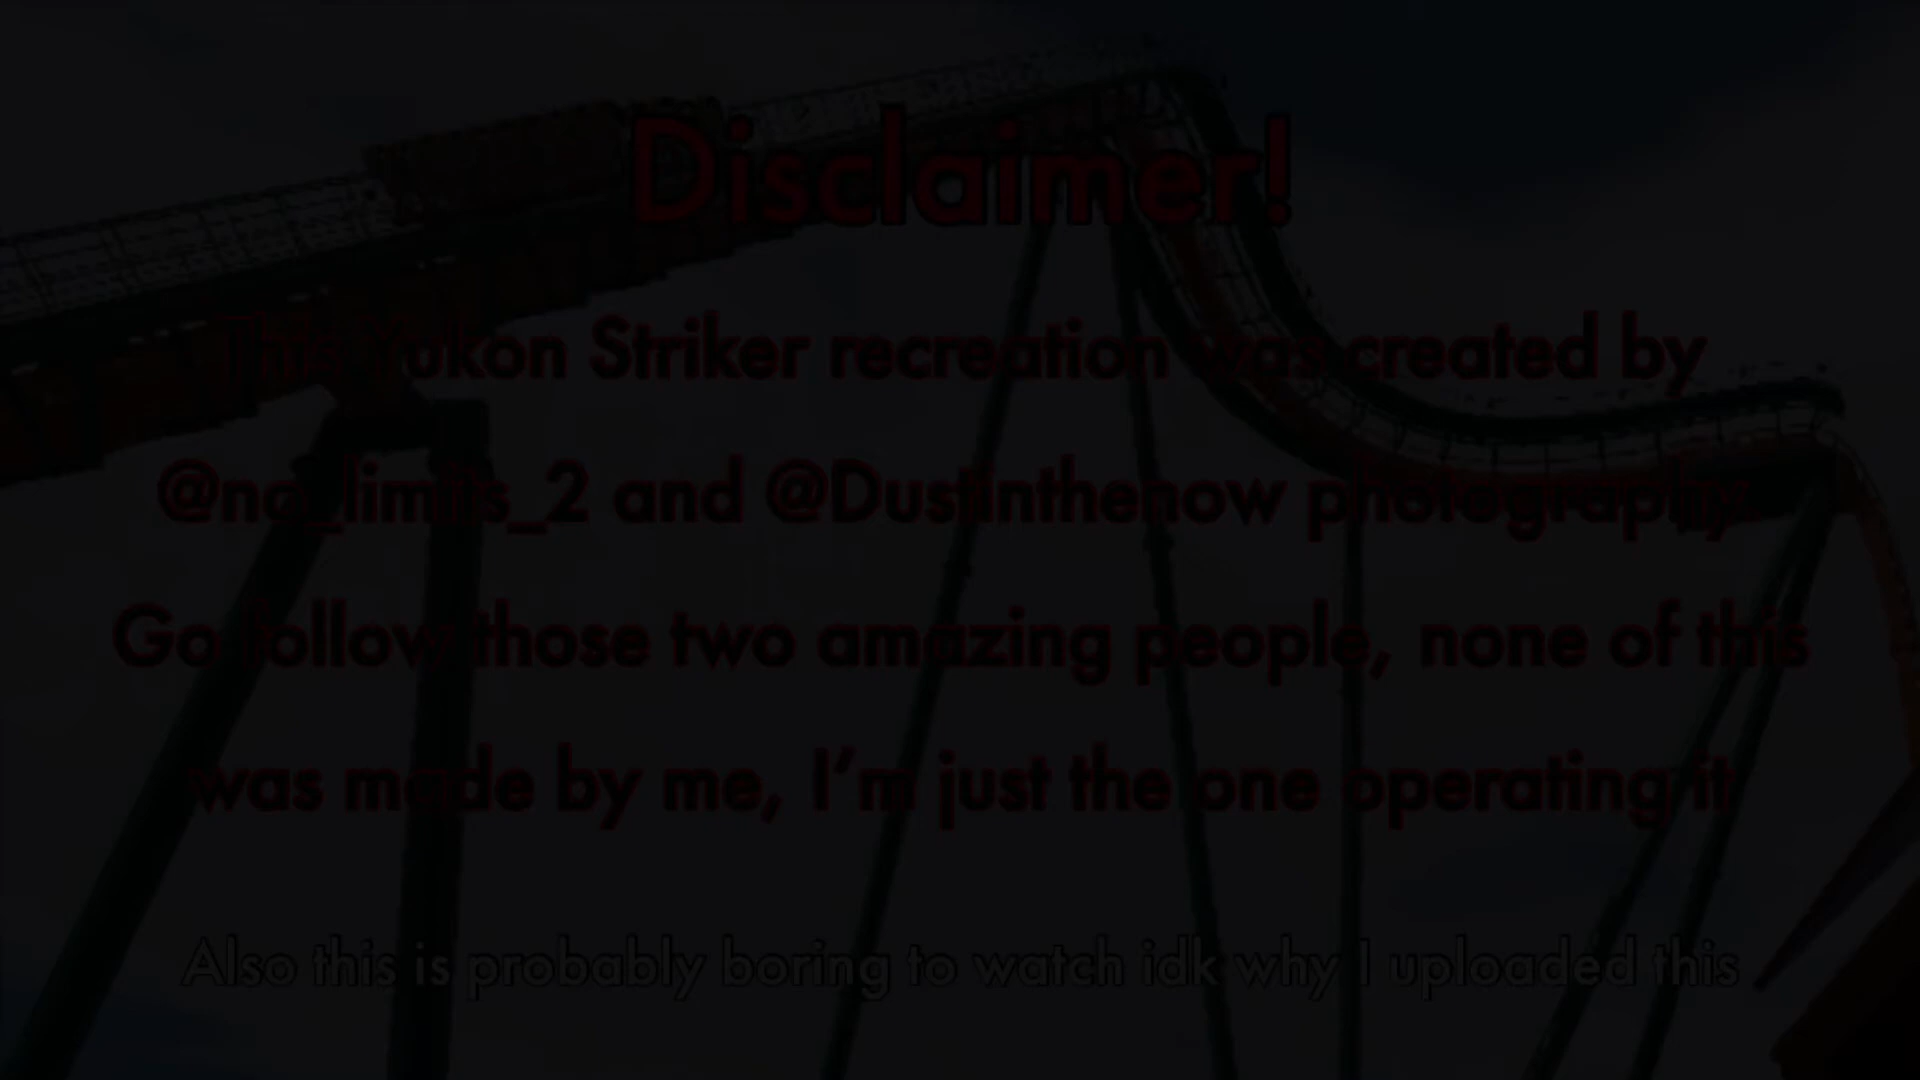 Disclaimer!
This Yukon Striker recreation was created by
@no_limits_2 and @Dustinthenow photography.
Go follow those two amazing people, none of this
was made by me, I’m just the one operating it
Also this is probably boring to watch idk why I uploaded this